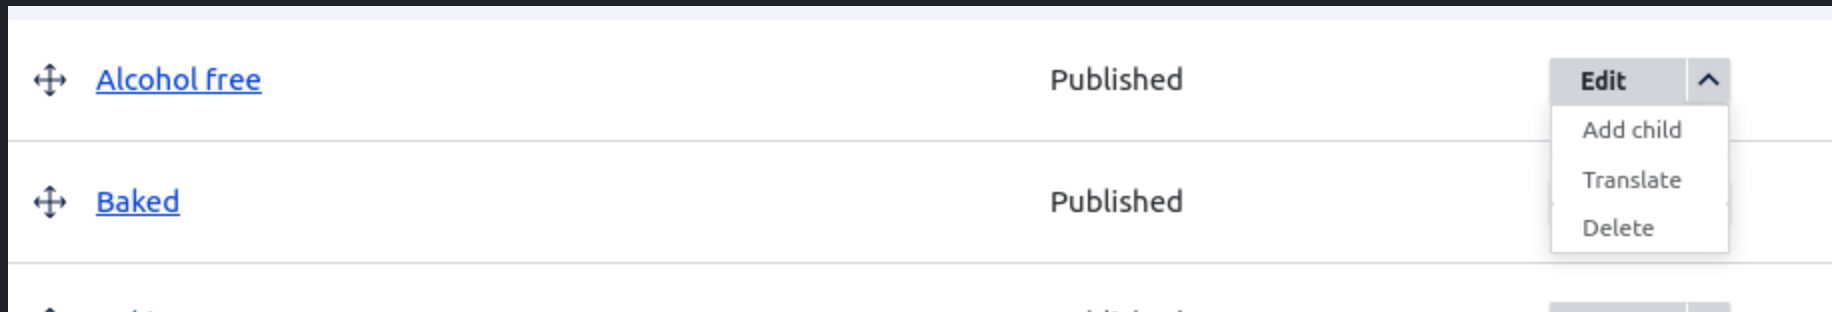 Alcohol free Published Edit
Add child
Translate
Baked Published
Delete